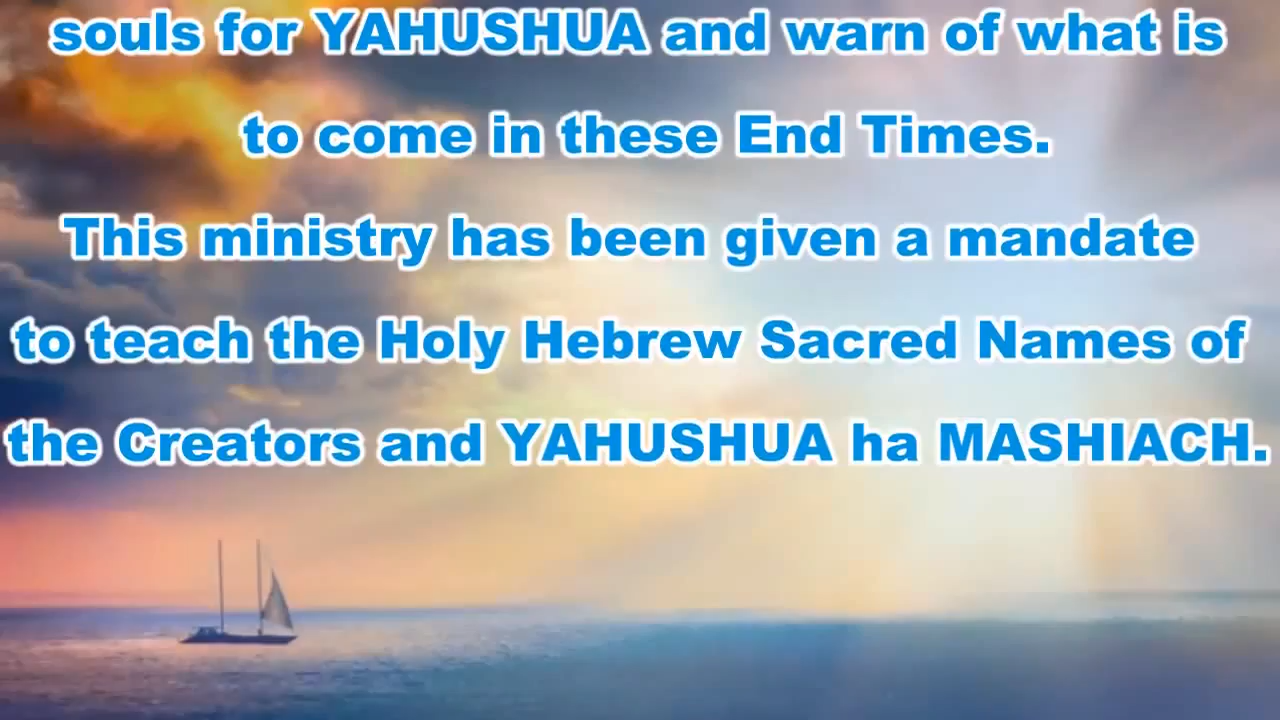 souls for YAHUSHUA and warn of what is
to come in these End Times.
This ministry has been given a mandate
to teach the Holy Hebrew Sacred Names of
the Creators and YAHUSHUA ha MASHIACH.